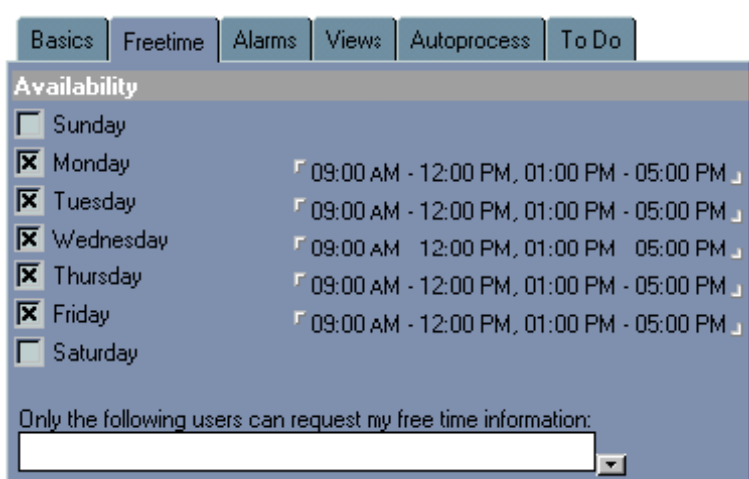 Basics Freetime Alarms Views Autoprocess To Do
Availability
Sunday
Monday 09:00 AM - 12:00 PM, 01:00 PM - 05:00 PM
Tuesday 09:00 AM - 12:00 PM, 01:00 PM - 05:00 PM
Wednesday 09:00 AM 12:00 PM, 01:00 PM 05:00 PM
Thursday 09:00 AM - 12:00 PM, 01:00 PM - 05:00 PM
Friday 09:00 AM - 12:00 PM, 01:00 PM - 05:00 PM
Saturday
Only the following users can request my free time information: